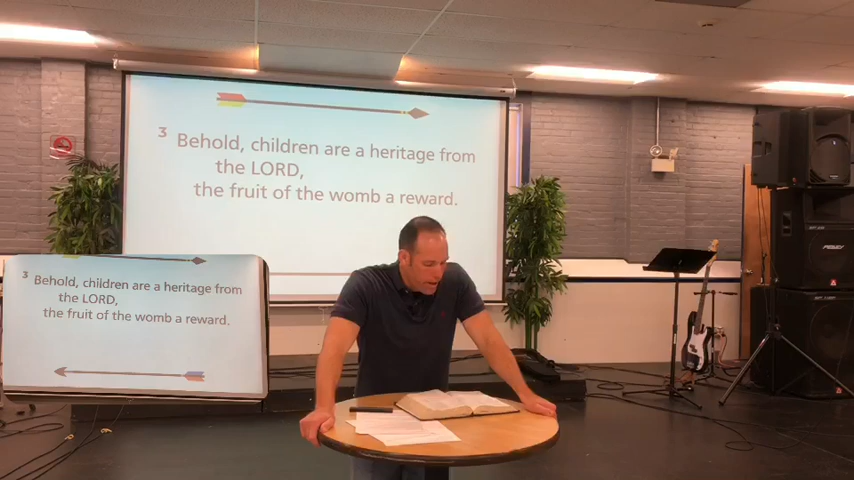 3 Behold, children are a heritage from
the LORD,
the fruit of the womb a reward.
3 Behold, children are a heritage from
the LORD,
the fruit of the womb a reward.
PEAVEY